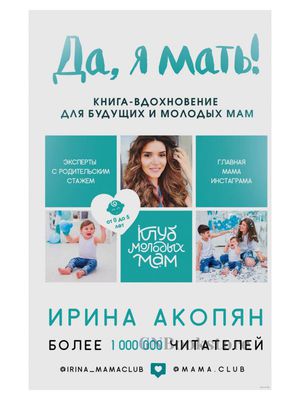 Да, я мать!
КНИГА-ВДОХНОВЕНИЕ
ДЛЯ БУДУЩИХ И МОЛОДЫХ МАМ
ЭКСПЕРТЫ
С РОДИТЕЛЬСКИМ
СТАЖЕМ
ГЛАВНАЯ
МАМА
ИНСТАГРАМА
от 0 до 5
лет
клуб
молодых
мам
ИРИНА АКОПЯН
БОЛЕЕ 1 000 000 ЧИТАТЕЛЕЙ
@IRINA_MAMACLUB
@MAMA.CLUB